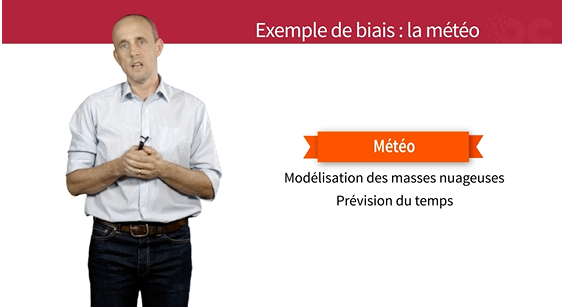 Exemple de biais : la météo
Météo
Modélisation des masses nuageuses
Prévision du temps